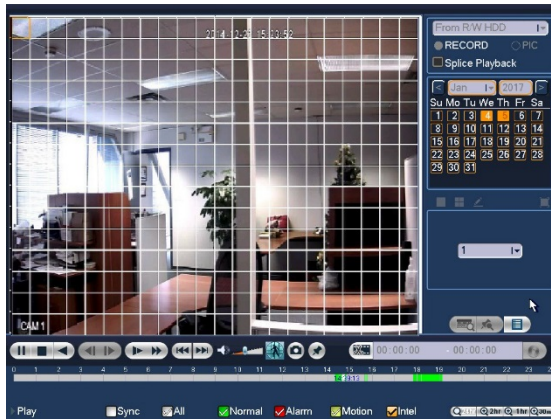 From R/W HDD
RECORD
PIC
Splice Playback
Jan
2017
Su Mo Tu We Th Fr Sa
1 2 3 4 5 6 7
8 9 10 11 12 13 14
15 16 17 18 19 20 21
22 23 24 25 26 27 28
29 30 31
1
CAM 1
00:00:00 - 00:00:00
0 1 2 3 4 5 6 7 8 9 10 11 12 13 14 15 16 17 18 19 20 21 22 23 24
Play
Sync
All
Normal
Alarm
Motion
Intel
2hr
1hr